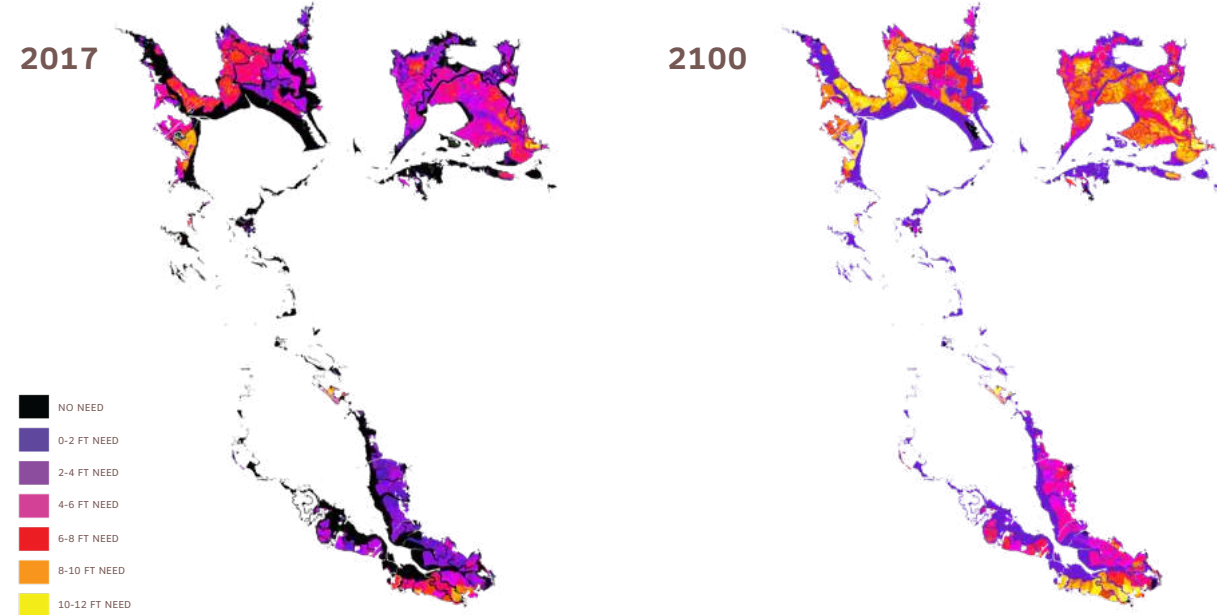 2017
2100
NO NEED
0-2 FT NEED
2-4 FT NEED
4-6 FT NEED
6-8 FT NEED
8-10 FT NEED
10-12 FT NEED